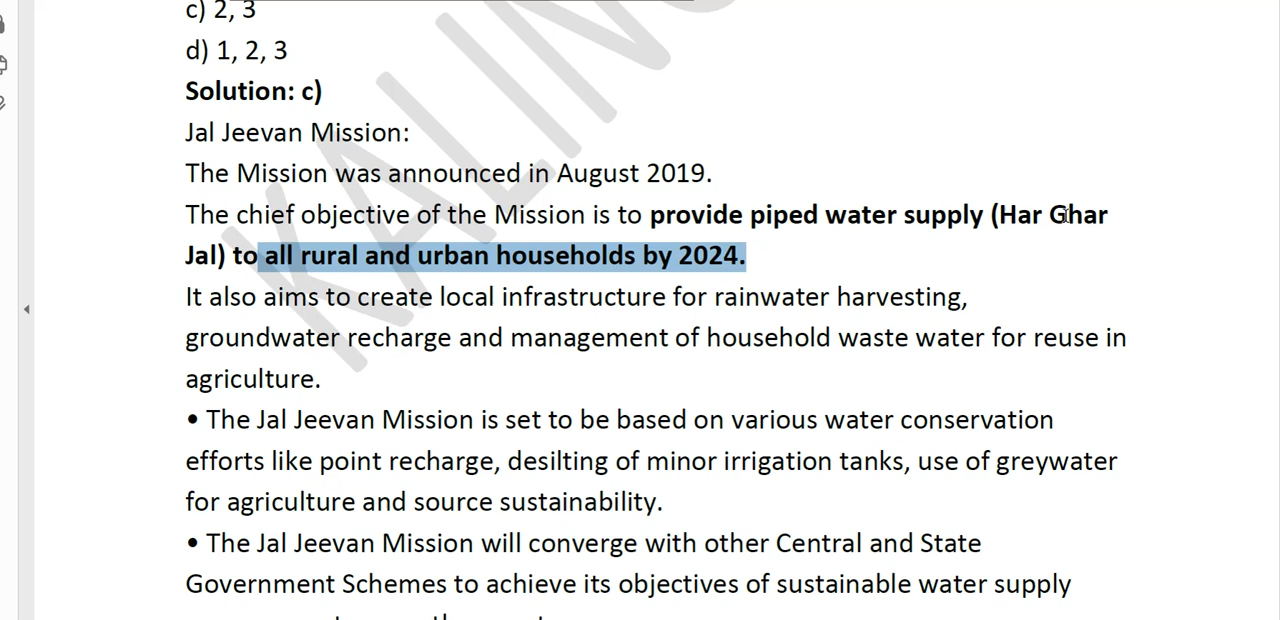 c) 2, 3
d) 1, 2, 3
Solution: c)
Jal Jeevan Mission:
The Mission was announced in August 2019.
The chief objective of the Mission is to provide piped water supply (Har Ghar
Jal) to all rural and urban households by 2024.
It also aims to create local infrastructure for rainwater harvesting,
groundwater recharge and management of household waste water for reuse in
agriculture.
• The Jal Jeevan Mission is set to be based on various water conservation
efforts like point recharge, desilting of minor irrigation tanks, use of greywater
for agriculture and source sustainability.
• The Jal Jeevan Mission will converge with other Central and State
Government Schemes to achieve its objectives of sustainable water supply
KALIN